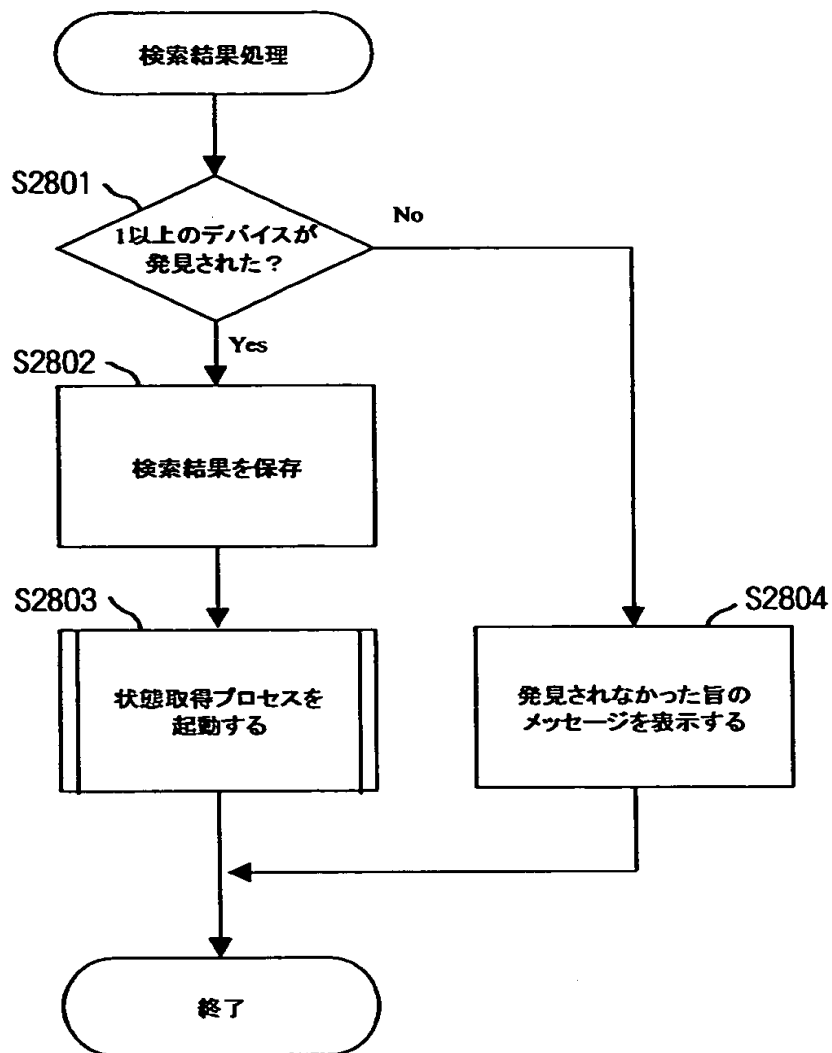 検索結果処理
S2801
1以上のデバイスが
発見された？
No
Yes
S2802
検索結果を保存
S2803
状態取得プロセスを
起動する
S2804
発見されなかった旨の
メッセージを表示する
終了